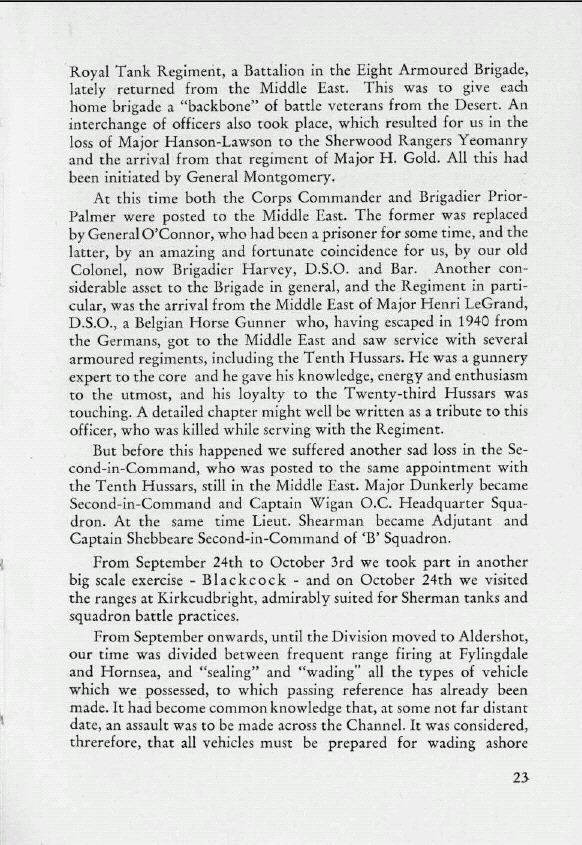 Royal Tank Regiment, a Battalion in the Eight Armoured Brigade,
lately returned from the Middle East. This was to give each
home brigade a “backbone” of battle veterans from the Desert. An
interchange of officers also took place, which resulted for us in the
loss of Major Hanson-Lawson to the Sherwood Rangers Yeomanry
and the arrival from that regiment of Major H. Gold. All this had
been initiated by General Montgomery.
At this time both the Corps Commander and Brigadier Prior-
Palmer were posted to the Middle East. The former was replaced
by General O’Connor, who had been a prisoner for some time, and the
latter, by an amazing and fortunate coincidence for us, by our old
Colonel, now Brigadier Harvey, D.S.O. and Bar. Another con-
siderable asset to the Brigade in general, and the Regiment in parti-
cular, was the arrival from the Middle East of Major Henri LeGrand,
D.S.O., a Belgian Horse Gunner who, having escaped in 1940 from
the Germans, got to the Middle East and saw service with several
armoured regiments, including the Tenth Hussars. He was a gunnery
expert to the core and he gave his knowledge, energy and enthusiasm
to the utmost, and his loyalty to the Twenty-third Hussars was
touching. A detailed chapter might well be written as a tribute to this
officer, who was killed while serving with the Regiment.
But before this happened we suffered another sad loss in the Se-
cond-in-Command, who was posted to the same appointment with
the Tenth Hussars, still in the Middle East. Major Dunkerly became
Second-in-Command and Captain Wigan O.C. Headquarter Squa-
dron. At the same time Lieut. Shearman became Adjutant and
Captain Shebbeare Second-in-Command of ‘B’ Squadron.
From September 24th to October 3rd we took part in another
big scale exercise - Blackcock - and on October 24th we visited
the ranges at Kirkcudbright, admirably suited for Sherman tanks and
squadron battle practices.
From September onwards, until the Division moved to Aldershot,
our time was divided between frequent range firing at Fylingdale
and Hornsea, and “sealing” and “wading” all the types of vehicle
which we possessed, to which passing reference has already been
made. It had become common knowledge that, at some not far distant
date, an assault was to be made across the Channel. It was considered,
threrefore, that all vehicles must be prepared for wading ashore
23